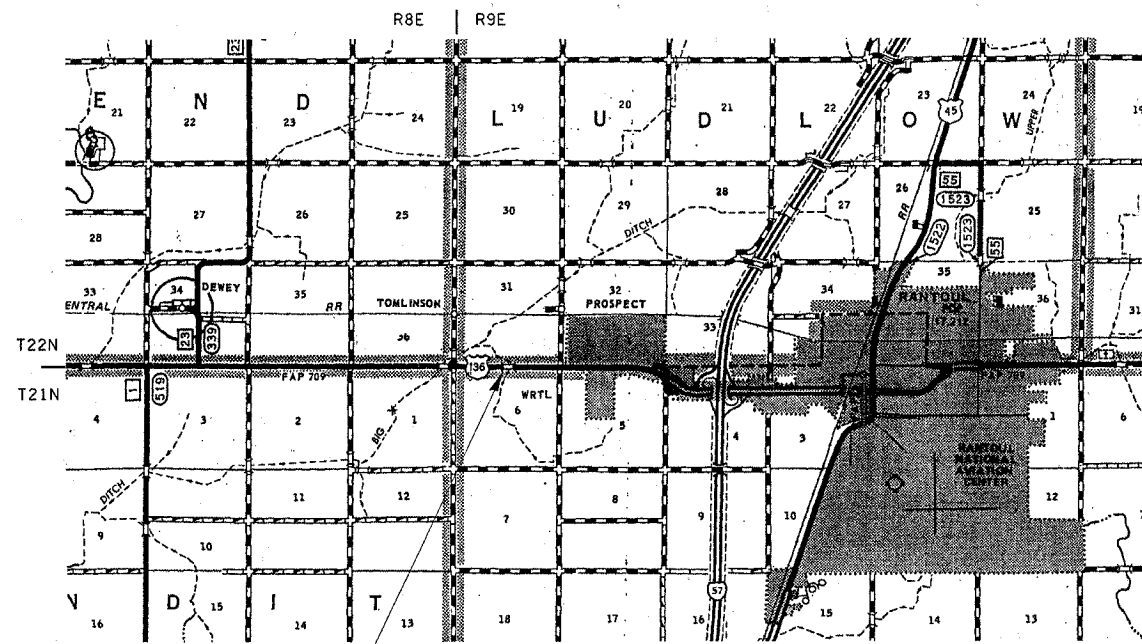 R8E | R9E
23
E N D L U D L O W
21 22 23 24 19 20 21 22 23 24 19
45
UPPER
27 26 25 30 29 28 27 26 25
28
55
1523
RR
1522
1523
55
DITCH
33 34 DEWEY 35 31 32 33 34 35 36 31
ENTRAL RR TOMLINSON PROSPECT RANTOUL
POP
17,212
23
339
36
T22N
T21N
1
519
FAP 709
136
WRTL
4 3 2 1 6 5 4 3 1 6
BIG
RANTOUL
NATIONAL
AVIATION
CENTER
DITCH
11 12 7 8 9 10 12
9 10
57
N D I T
16 15 14 13 18 17 16 15 14 13